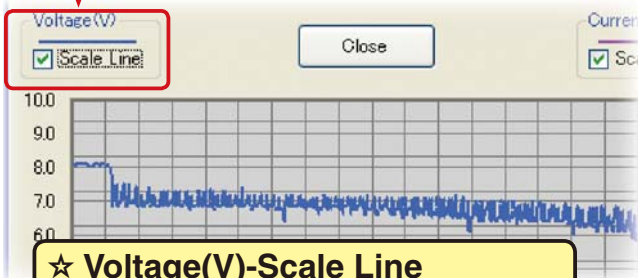 Voltage(V)
Scale Line
Close
Curren
Sc
10.0
9.0
8.0
7.0
6.0
☆ Voltage(V)-Scale Line